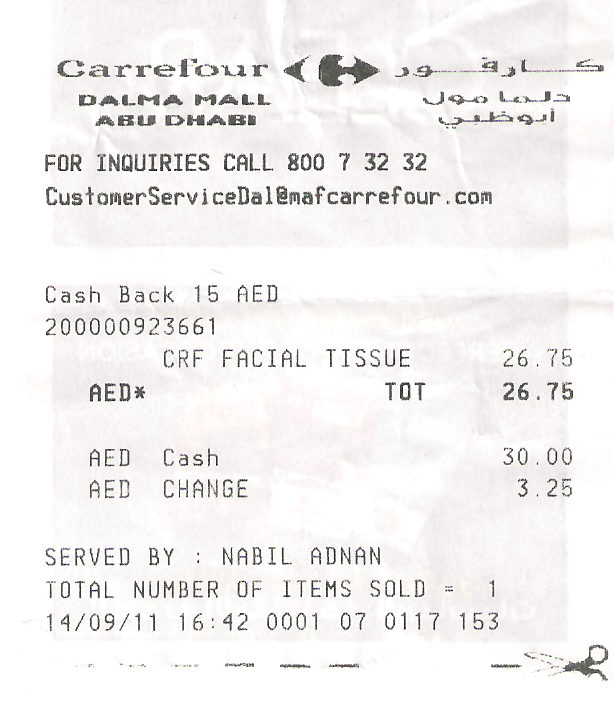 Carrefour كارفور
DALMA MALL دلما مول
ABU DHABI أبوظبي
FOR INQUIRIES CALL 800 7 32 32
CustomerServiceDal@mafcarrefour.com
Cash Back 15 AED
200000923661
CRF FACIAL TISSUE 26.75
AED* TOT 26.75
AED Cash 30.00
AED CHANGE 3.25
SERVED BY : NABIL ADNAN
TOTAL NUMBER OF ITEMS SOLD = 1
14/09/11 16:42 0001 07 0117 153